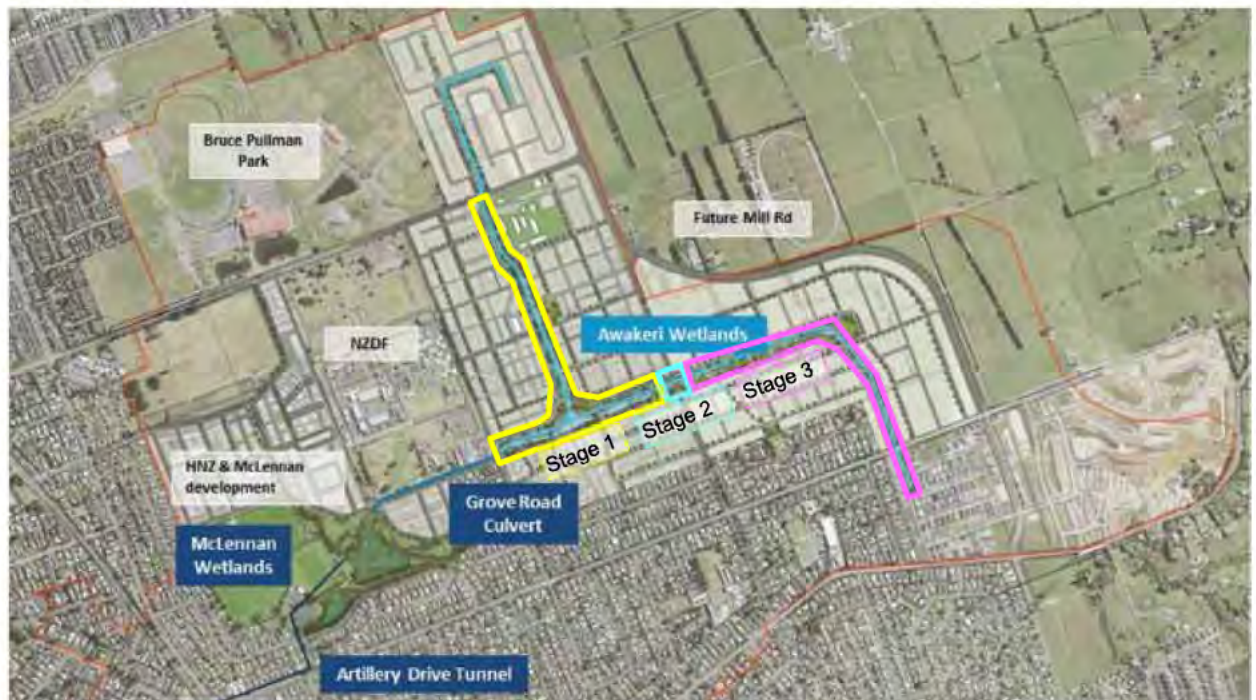 Bruce Pullman
Park
Future Mill Rd
Awakeri Wetlands
NZDF
Stage 3
Stage 2
Stage 1
HNZ & McLennan
development
Grove Road
Culvert
McLennan
Wetlands
Artillery Drive Tunnel